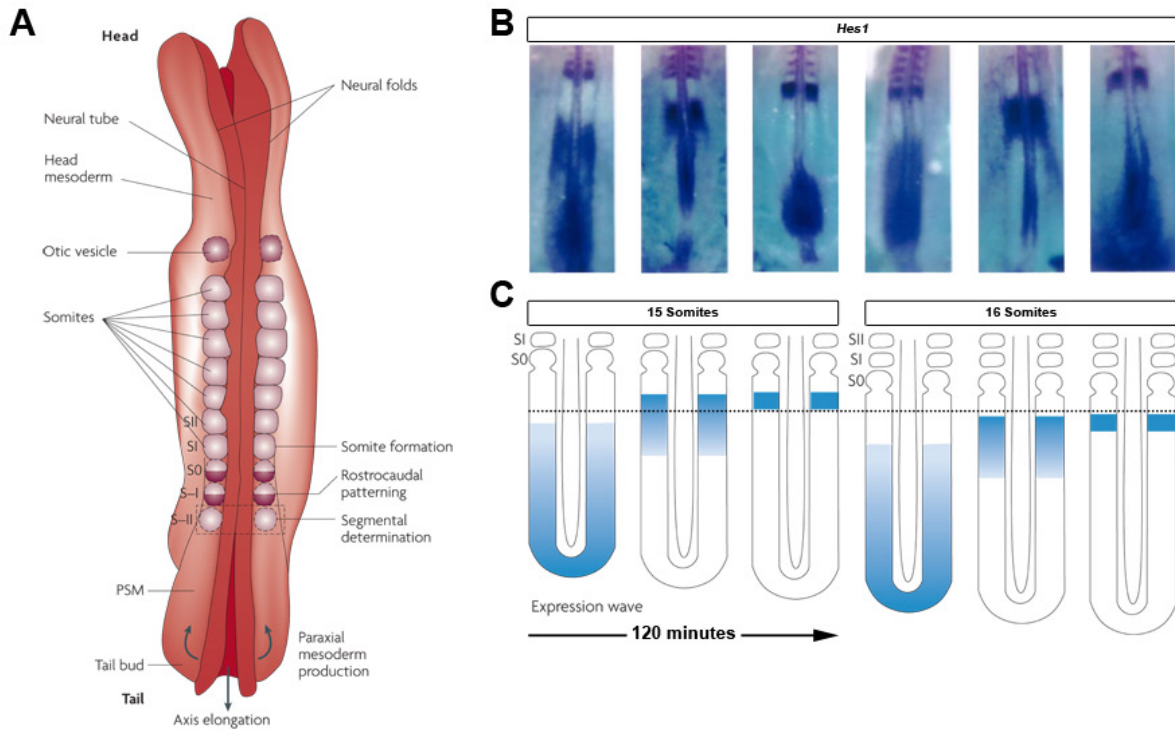 A
Head
Neural folds
Neural tube
Head
mesoderm
Otic vesicle
Somites
SII
SI
S0
S–I
S–II
Somite formation
Rostrocaudal
patterning
Segmental
determination
PSM
Paraxial
mesoderm
production
Tail bud
Tail
Axis elongation
B
Hes1
C
15 Somites
16 Somites
SI
S0
SII
SI
S0
Expression wave
120 minutes